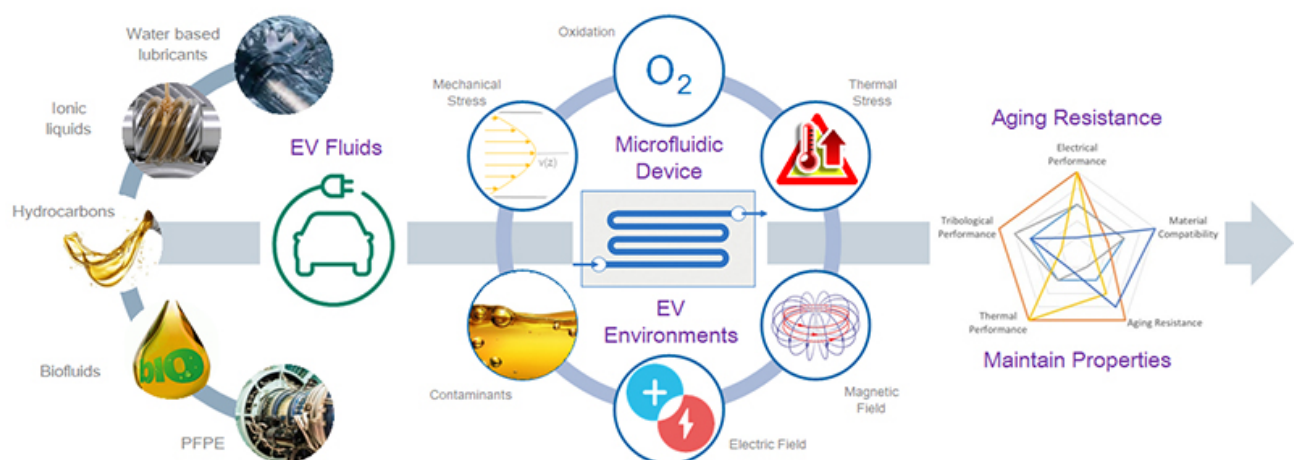 Water based
lubricants
Ionic
liquids
Hydrocarbons
Biofluids
bio
PFPE
EV Fluids
Oxidation
O2
Mechanical
Stress
v(z)
Thermal
Stress
Microfluidic
Device
EV
Environments
Contaminants
Electric Field
Magnetic
Field
Aging Resistance
Electrical
Performance
Tribological
Performance
Material
Compatibility
Thermal
Performance
Aging Resistance
Maintain Properties